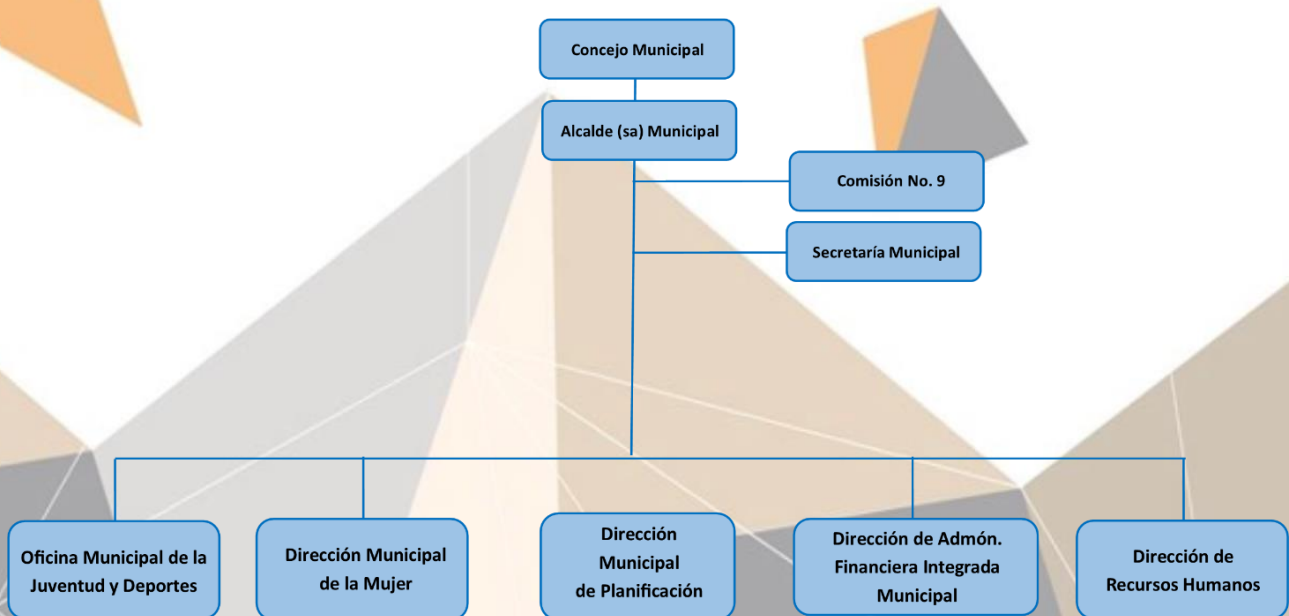 Concejo Municipal
Alcalde (sa) Municipal
Comisión No. 9
Secretaría Municipal
Oficina Municipal de la
Juventud y Deportes
Dirección Municipal
de la Mujer
Dirección
Municipal
de Planificación
Dirección de Admón.
Financiera Integrada
Municipal
Dirección de
Recursos Humanos